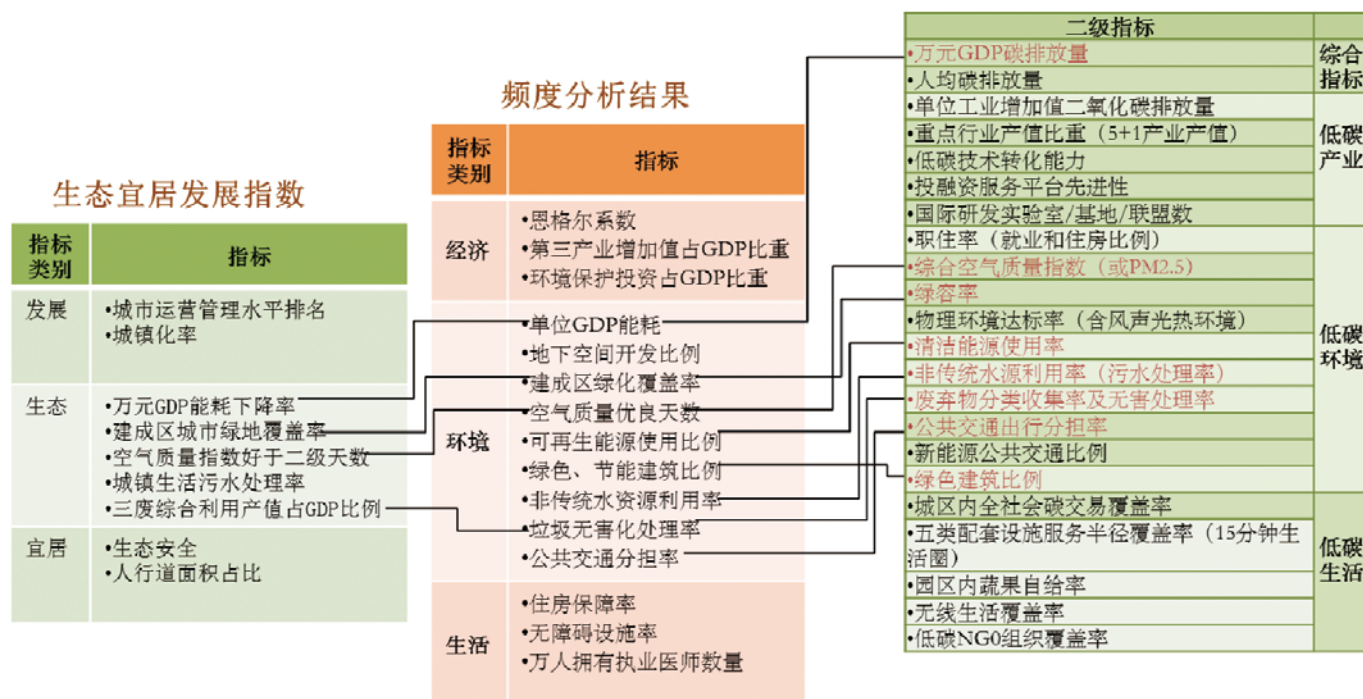 生态宜居发展指数
指标
类别
指标
发展
•城市运营管理水平排名
•城镇化率
生态
•万元GDP能耗下降率
•建成区城市绿地覆盖率
•空气质量指数好于二级天数
•城镇生活污水处理率
•三废综合利用产值占GDP比例
宜居
•生态安全
•人行道面积占比
频度分析结果
指标
类别
指标
经济
•恩格尔系数
•第三产业增加值占GDP比重
•环境保护投资占GDP比重
环境
•单位GDP能耗
•地下空间开发比例
•建成区绿化覆盖率
•空气质量优良天数
•可再生能源使用比例
•绿色、节能建筑比例
•非传统水资源利用率
•垃圾无害化处理率
•公共交通分担率
生活
•住房保障率
•无障碍设施率
•万人拥有执业医师数量
二级指标
•万元GDP碳排放量
•人均碳排放量
综合
指标
•单位工业增加值二氧化碳排放量
•重点行业产值比重（5+1产业产值）
•低碳技术转化能力
•投融资服务平台先进性
•国际研发实验室/基地/联盟数
低碳
产业
•职住率（就业和住房比例）
•综合空气质量指数（或PM2.5）
•绿容率
•物理环境达标率（含风声光热环境）
•清洁能源使用率
•非传统水源利用率（污水处理率）
•废弃物分类收集率及无害处理率
•公共交通出行分担率
•新能源公共交通比例
•绿色建筑比例
低碳
环境
•城区内全社会碳交易覆盖率
•五类配套设施服务半径覆盖率（15分钟生
活圈）
•园区内蔬果自给率
•无线生活覆盖率
•低碳NGO组织覆盖率
低碳
生活